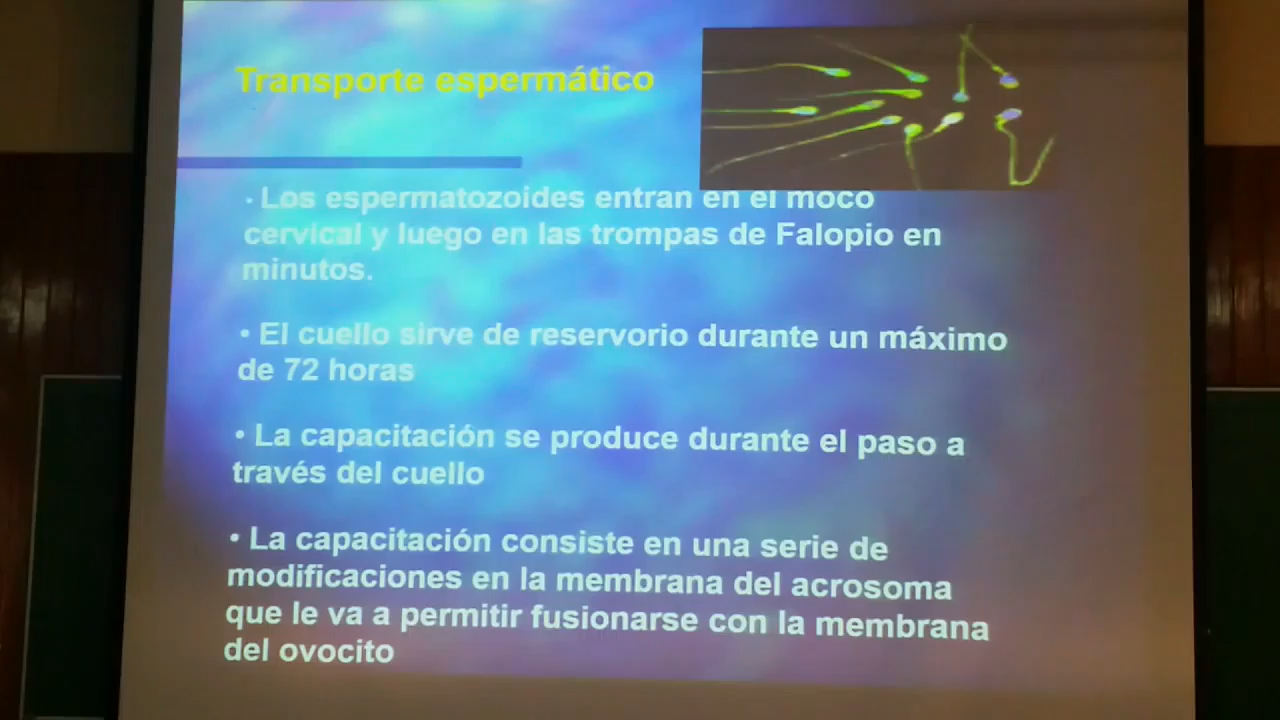 Transporte espermático
• Los espermatozoides entran en el moco
cervical y luego en las trompas de Falopio en
minutos.
• El cuello sirve de reservorio durante un máximo
de 72 horas
• La capacitación se produce durante el paso a
través del cuello
• La capacitación consiste en una serie de
modificaciones en la membrana del acrosoma
que le va a permitir fusionarse con la membrana
del ovocito